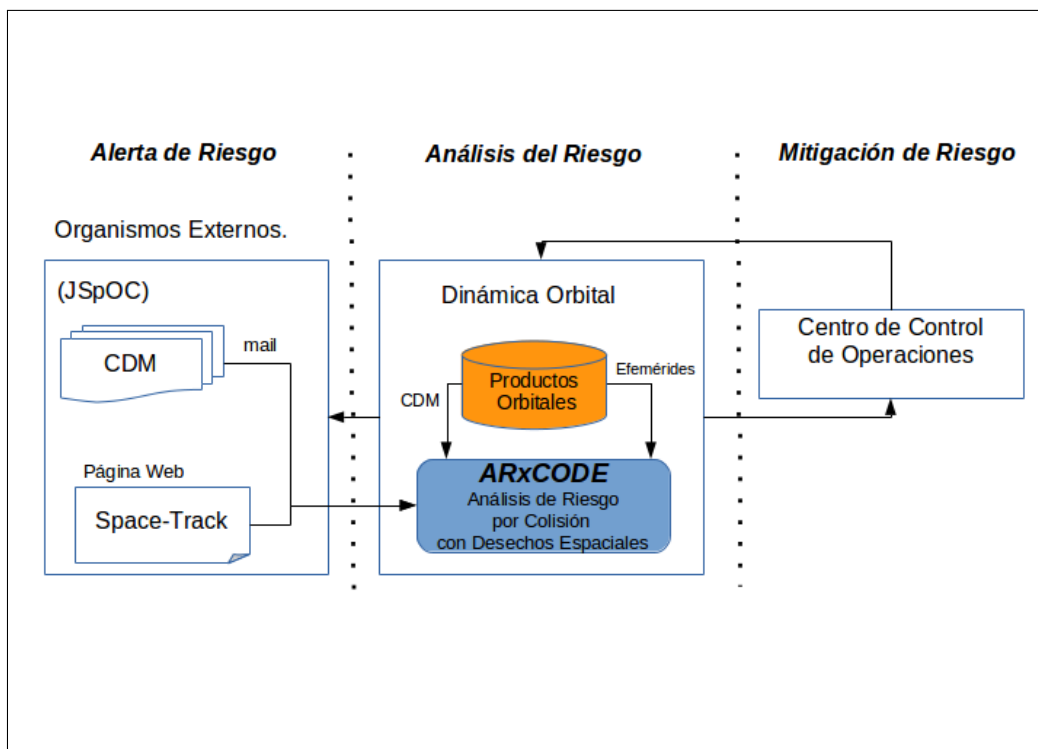 Alerta de Riesgo
Análisis del Riesgo
Mitigación de Riesgo
Organismos Externos.
(JSpOC)
CDM
mail
Página Web
Space-Track
Dinámica Orbital
Productos
Orbitales
CDM
Efemérides
ARxCODE
Análisis de Riesgo
por Colisión
con Desechos Espaciales
Centro de Control
de Operaciones